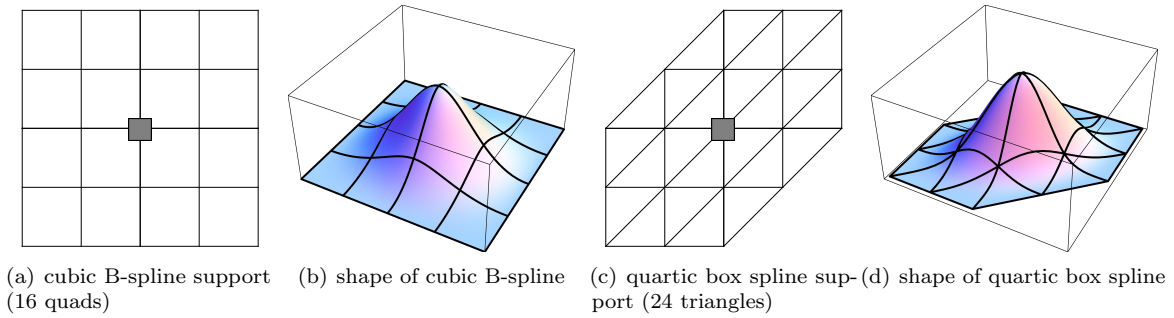 (a) cubic B-spline support
(16 quads)
(b) shape of cubic B-spline
(c) quartic box spline sup-
port (24 triangles)
(d) shape of quartic box spline